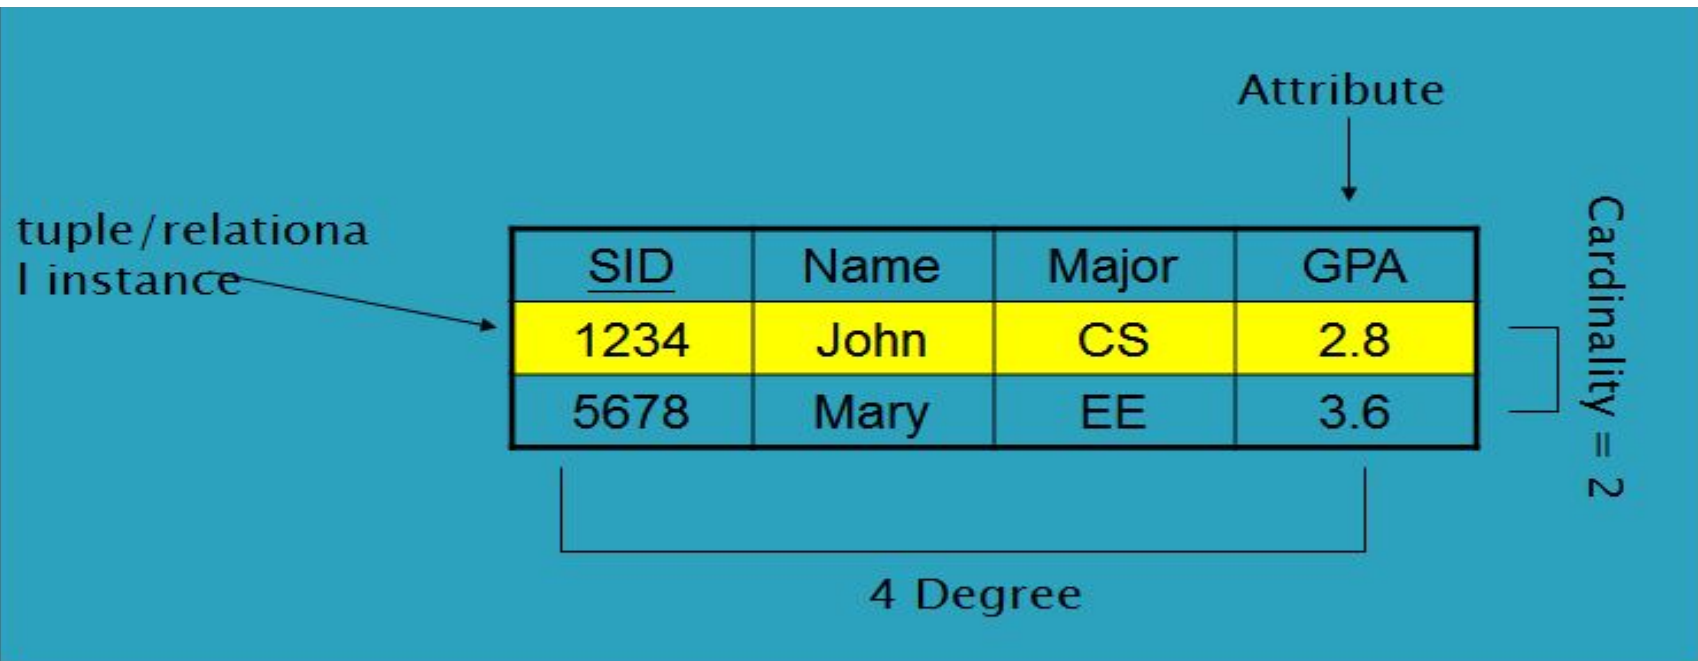 Attribute
tuple/relationa
l instance
SID Name Major GPA
1234 John CS 2.8
5678 Mary EE 3.6
Cardinality = 2
4 Degree